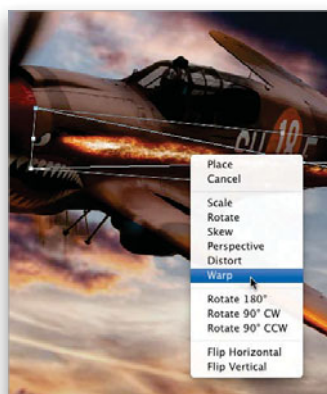 Place
Cancel
Scale
Rotate
Skew
Perspective
Distort
Warp
Rotate 180°
Rotate 90° CW
Rotate 90° CCW
Flip Horizontal
Flip Vertical